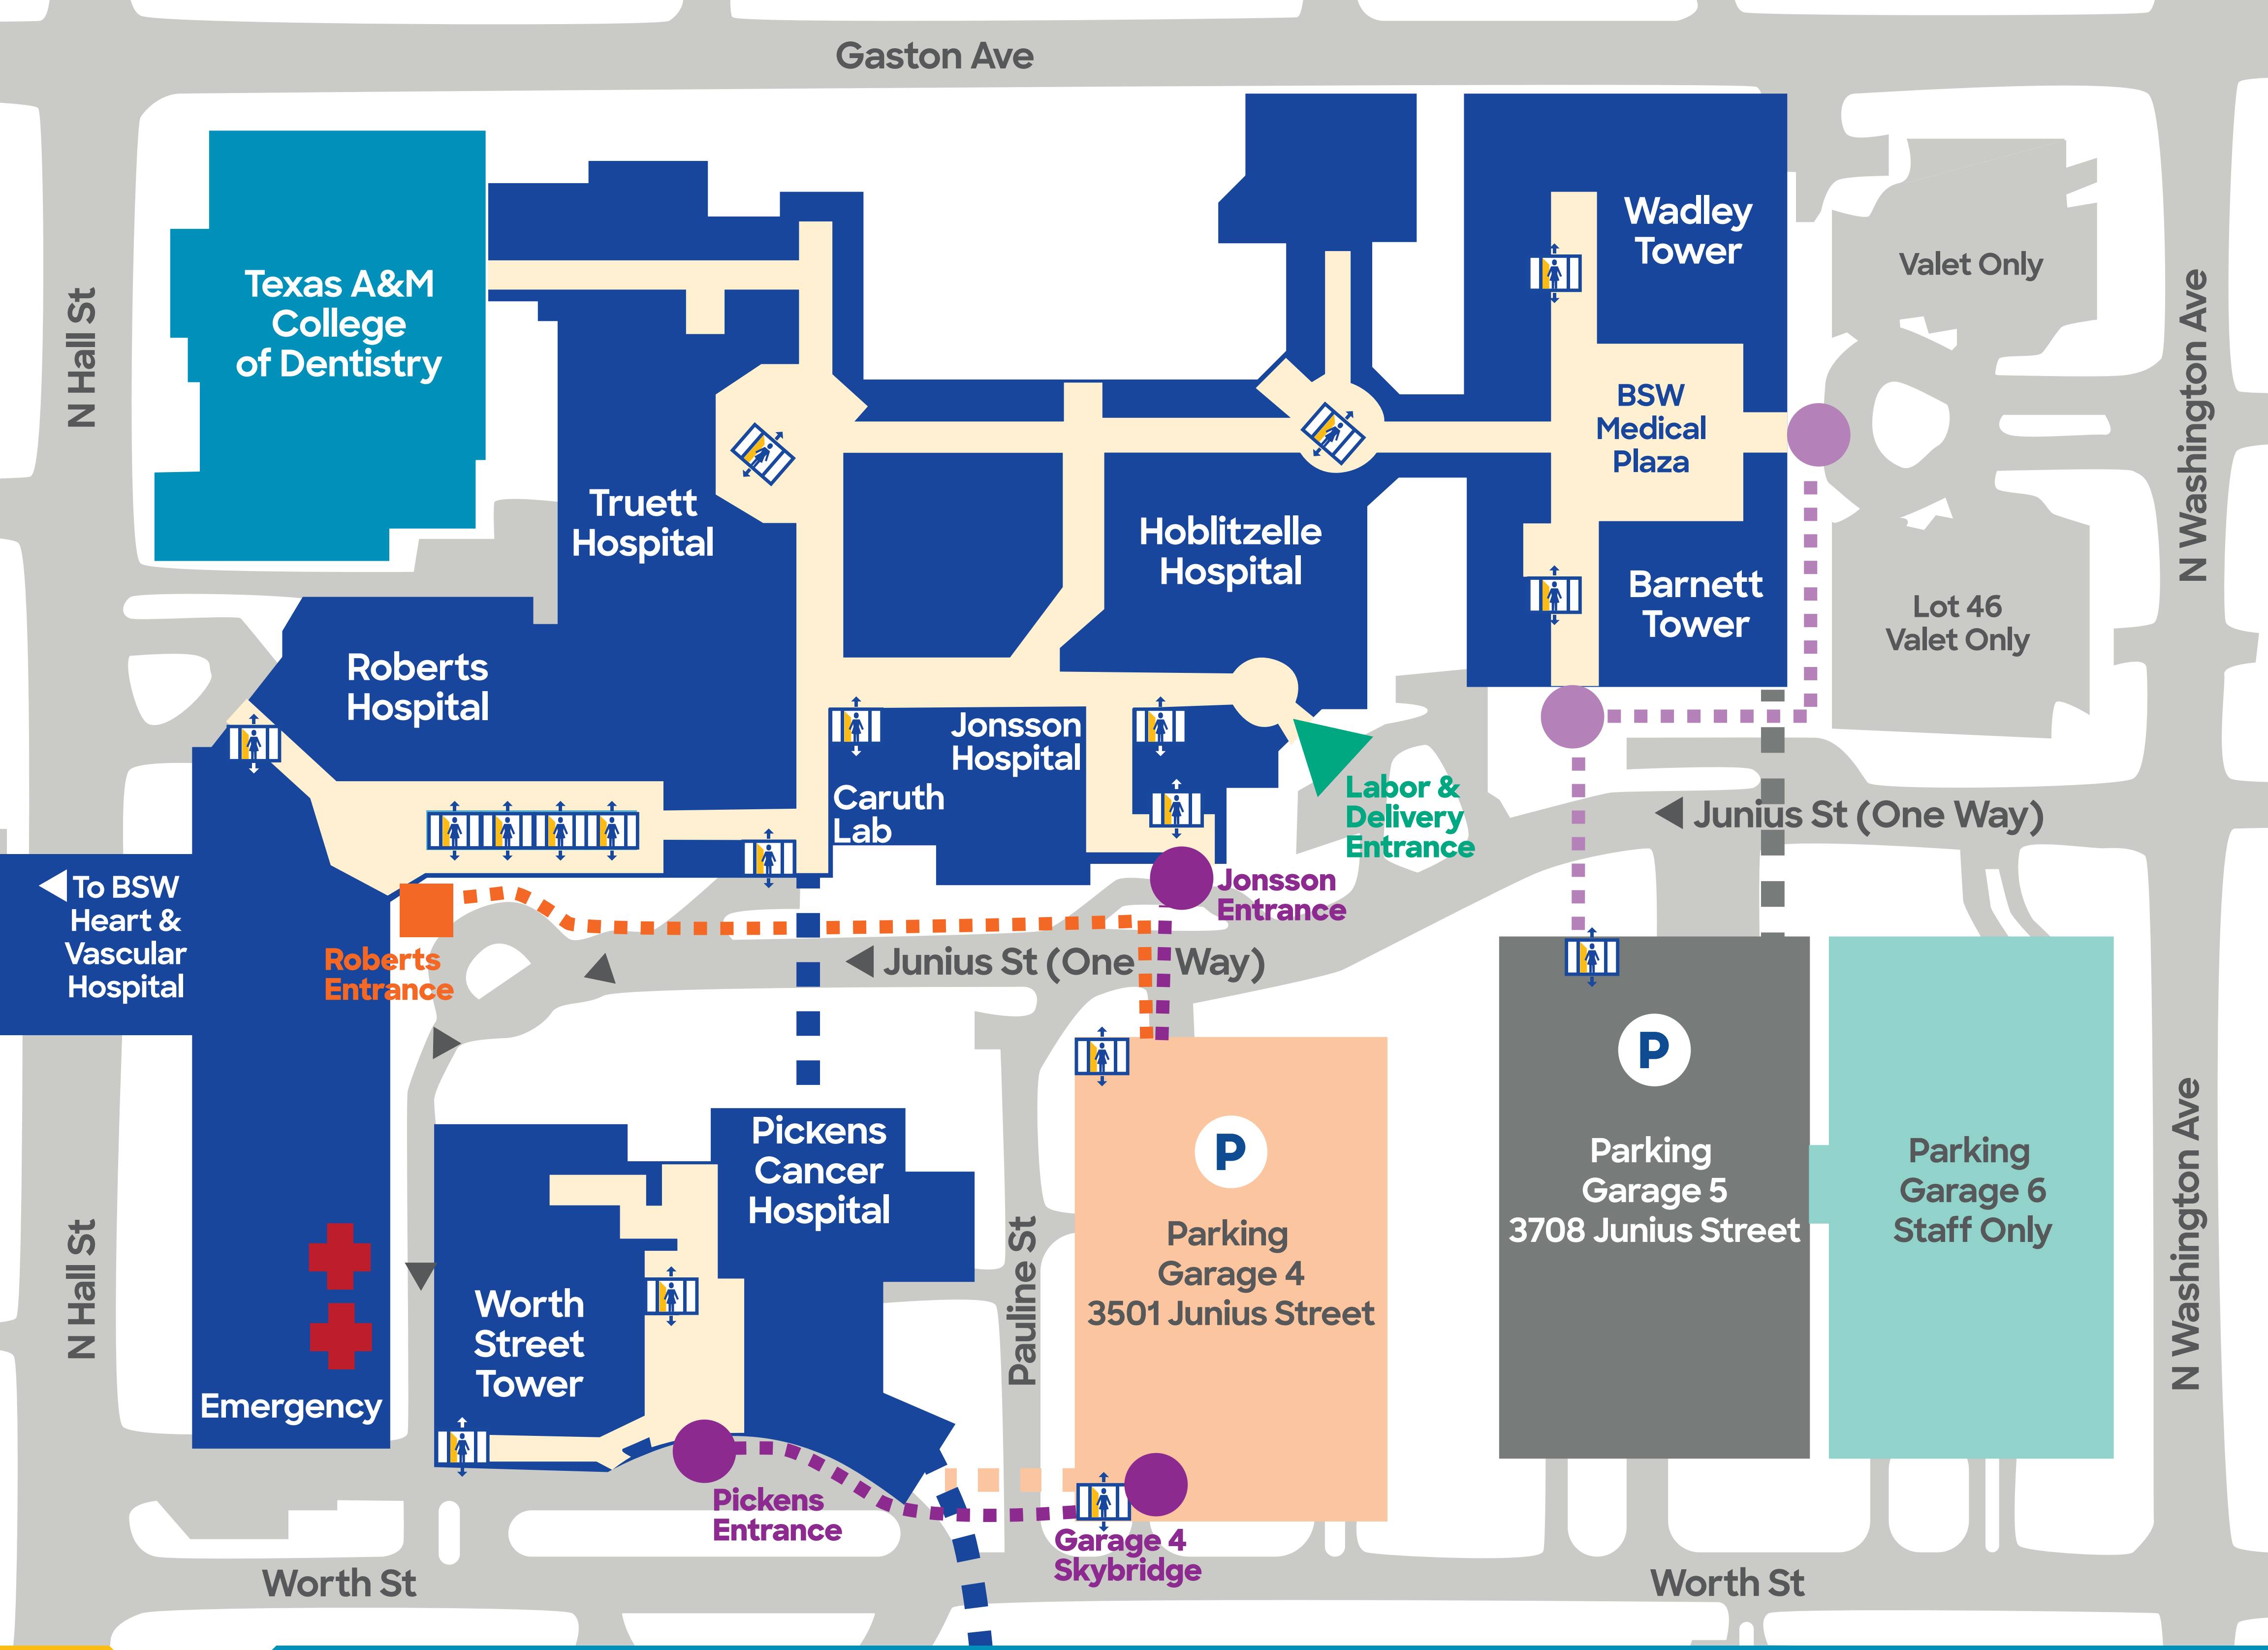 Gaston Ave
N Hall St
Texas A&M
College
of Dentistry
Wadley
Tower
Valet Only
N Washington Ave
BSW
Medical
Plaza
Truett
Hospital
Hoblitzelle
Hospital
Barnett
Tower
Lot 46
Valet Only
Roberts
Hospital
Jonsson
Hospital
Caruth
Lab
Labor &
Delivery
Entrance
Junius St (One Way)
To BSW
Heart &
Vascular
Hospital
Jonsson
Entrance
Roberts
Entrance
Junius St (One Way)
P
Pickens
Cancer
Hospital
P
Parking
Garage 5
3708 Junius Street
Parking
Garage 6
Staff Only
N Washington Ave
N Hall St
Worth
Street
Tower
Pauline St
Parking
Garage 4
3501 Junius Street
Emergency
Pickens
Entrance
Garage 4
Skybridge
Worth St
Worth St